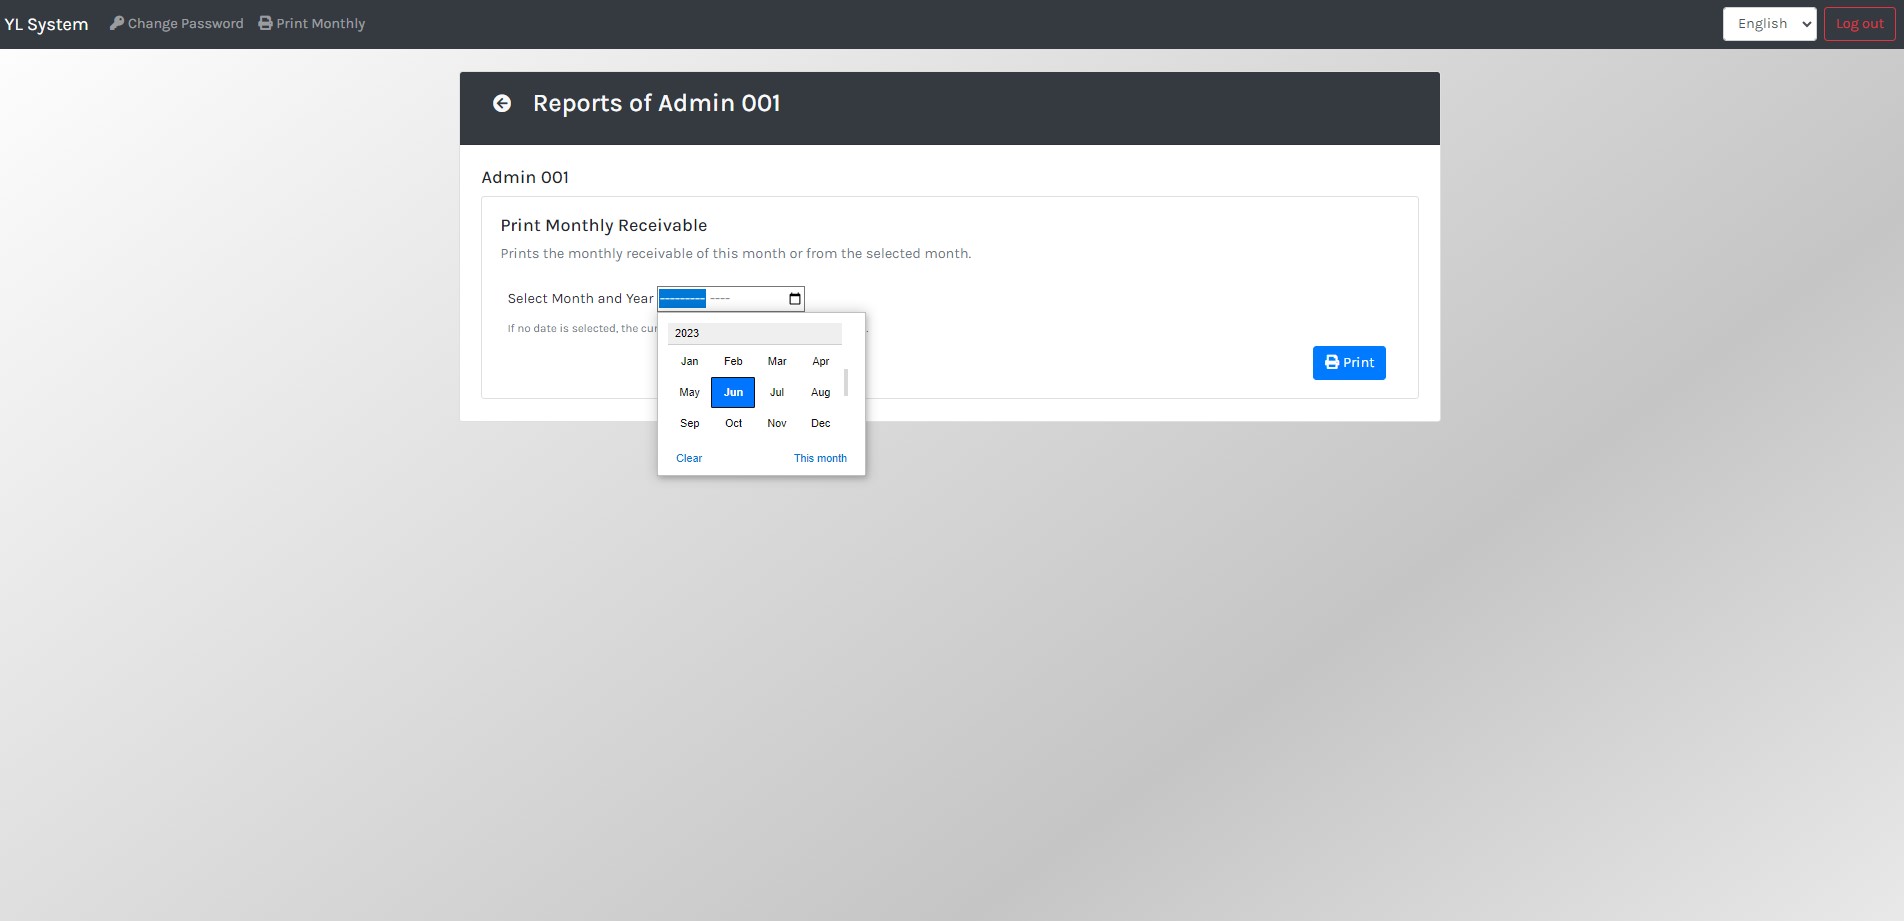 YL System Change Password Print Monthly English Log out
Reports of Admin 001
Admin 001
Print Monthly Receivable
Prints the monthly receivable of this month or from the selected month.
Select Month and Year --------- ----
If no date is selected, the
2023
Jan Feb Mar Apr
May Jun Jul Aug
Sep Oct Nov Dec
Clear This month
Print